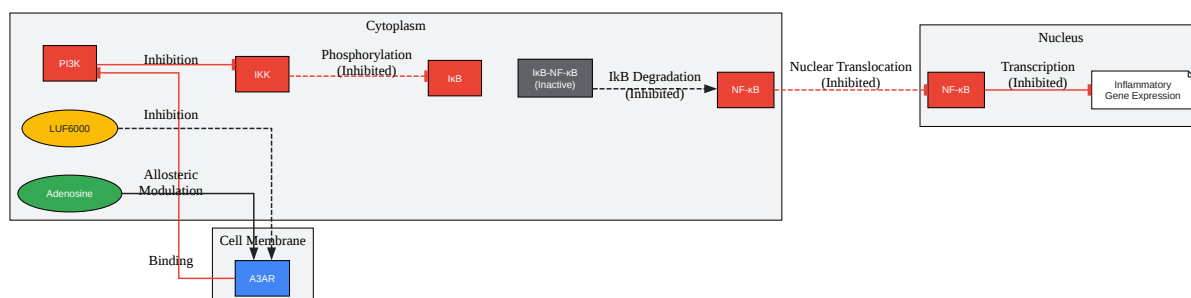 Cytoplasm
Nucleus
PI3K
Inhibition
IKK
Phosphorylation
(Inhibited)
IκB
IκB-NF-κB
(Inactive)
IkB Degradation
(Inhibited)
NF-κB
Nuclear Translocation
(Inhibited)
NF-κB
Transcription
(Inhibited)
Inflammatory
Gene Expression
LUF6000
Inhibition
Adenosine
Allosteric
Modulation
Cell Membrane
Binding
A3AR